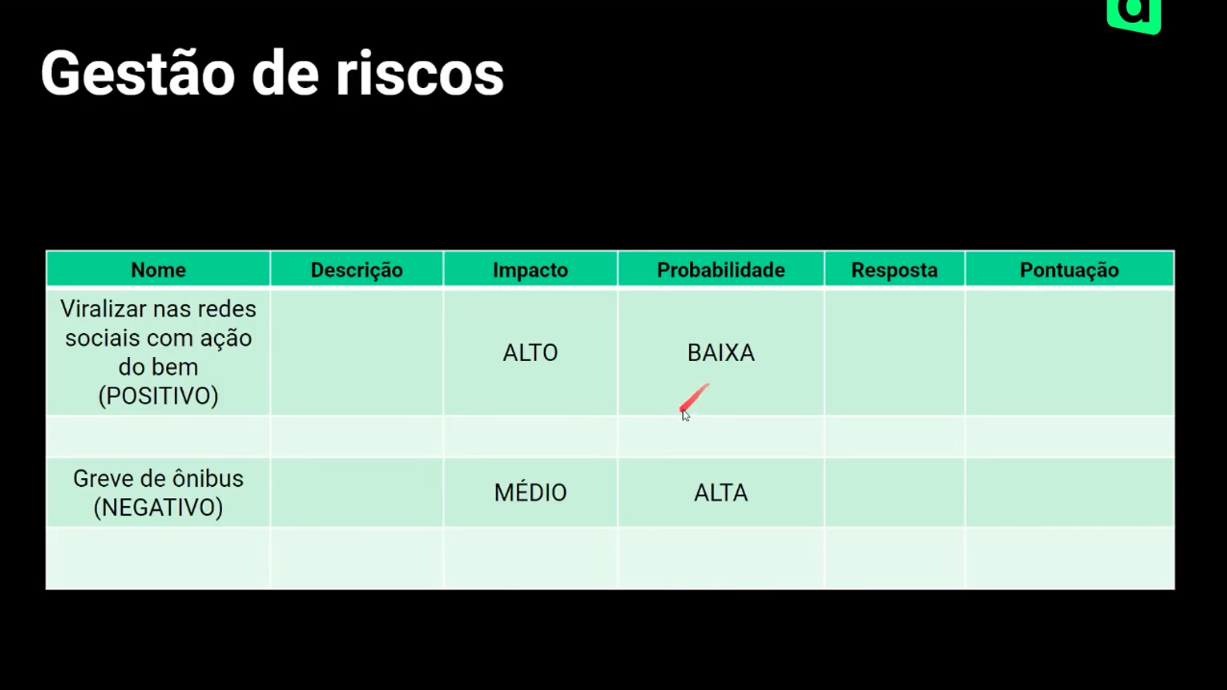 a
Gestão de riscos
Nome Descrição Impacto Probabilidade Resposta Pontuação
Viralizar nas redes
sociais com ação
do bem
(POSITIVO)
ALTO BAIXA
Greve de ônibus
(NEGATIVO)
MÉDIO ALTA